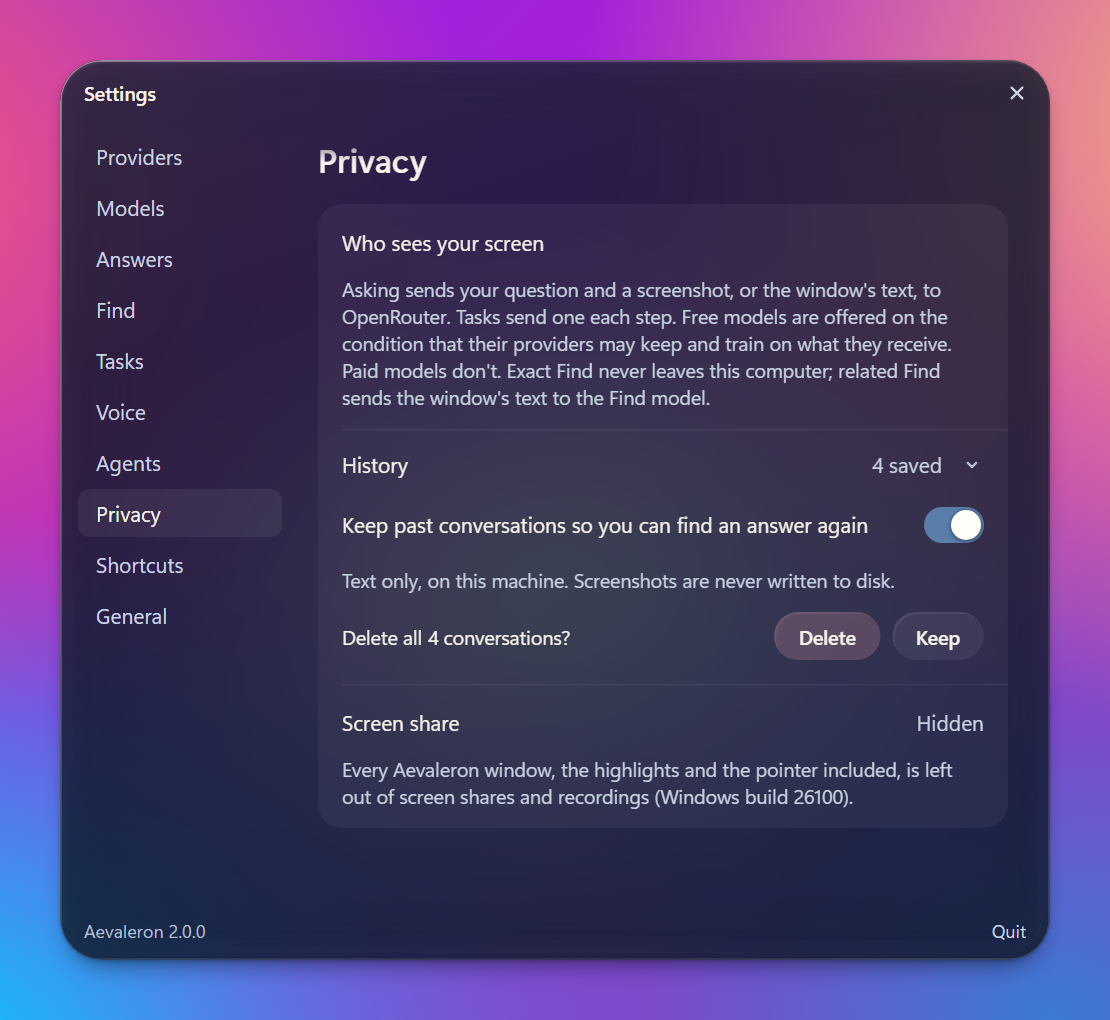 Settings
Providers
Models
Answers
Find
Tasks
Voice
Agents
Privacy
Shortcuts
General
Privacy
Who sees your screen
Asking sends your question and a screenshot, or the window's text, to
OpenRouter. Tasks send one each step. Free models are offered on the
condition that their providers may keep and train on what they receive.
Paid models don't. Exact Find never leaves this computer; related Find
sends the window's text to the Find model.
History 4 saved
Keep past conversations so you can find an answer again
Text only, on this machine. Screenshots are never written to disk.
Delete all 4 conversations? Delete Keep
Screen share Hidden
Every Aevaleron window, the highlights and the pointer included, is left
out of screen shares and recordings (Windows build 26100).
Aevaleron 2.0.0 Quit